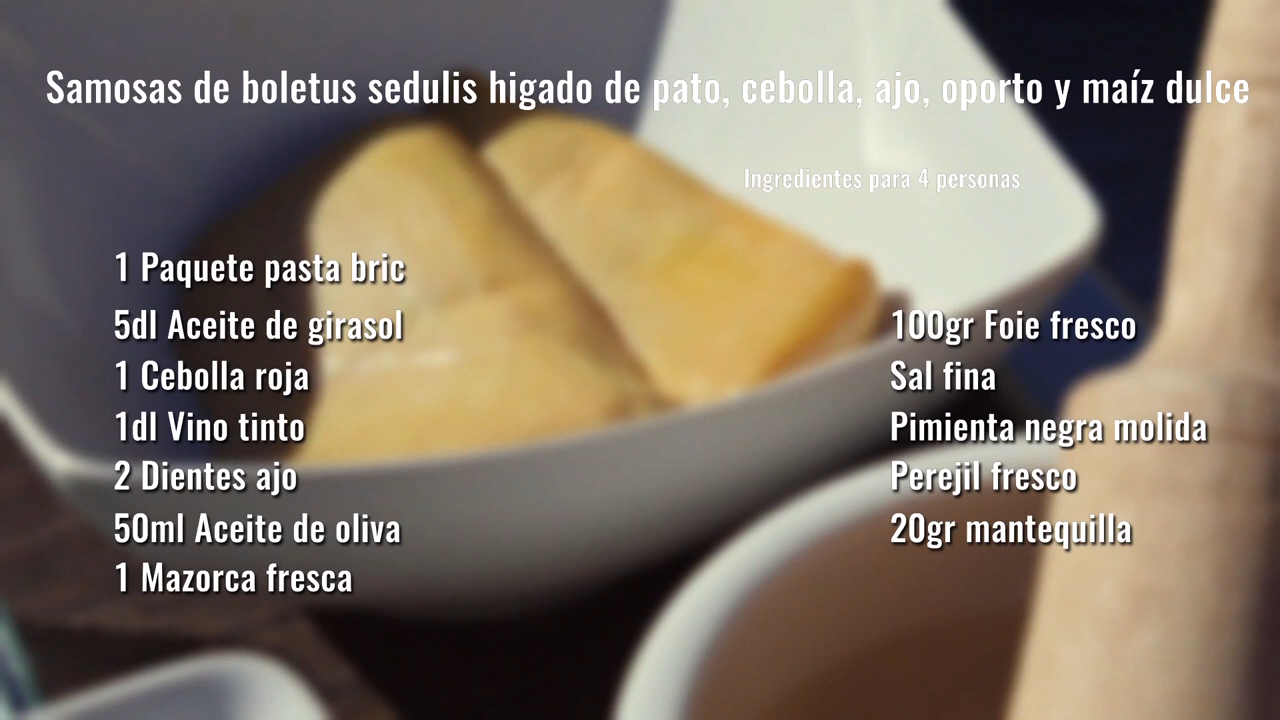 Samosas de boletus sedulis higado de pato, cebolla, ajo, oporto y maíz dulce
Ingredientes para 4 personas
1 Paquete pasta bric
5dl Aceite de girasol
1 Cebolla roja
1dl Vino tinto
2 Dientes ajo
50ml Aceite de oliva
1 Mazorca fresca
100gr Foie fresco
Sal fina
Pimienta negra molida
Perejil fresco
20gr mantequilla